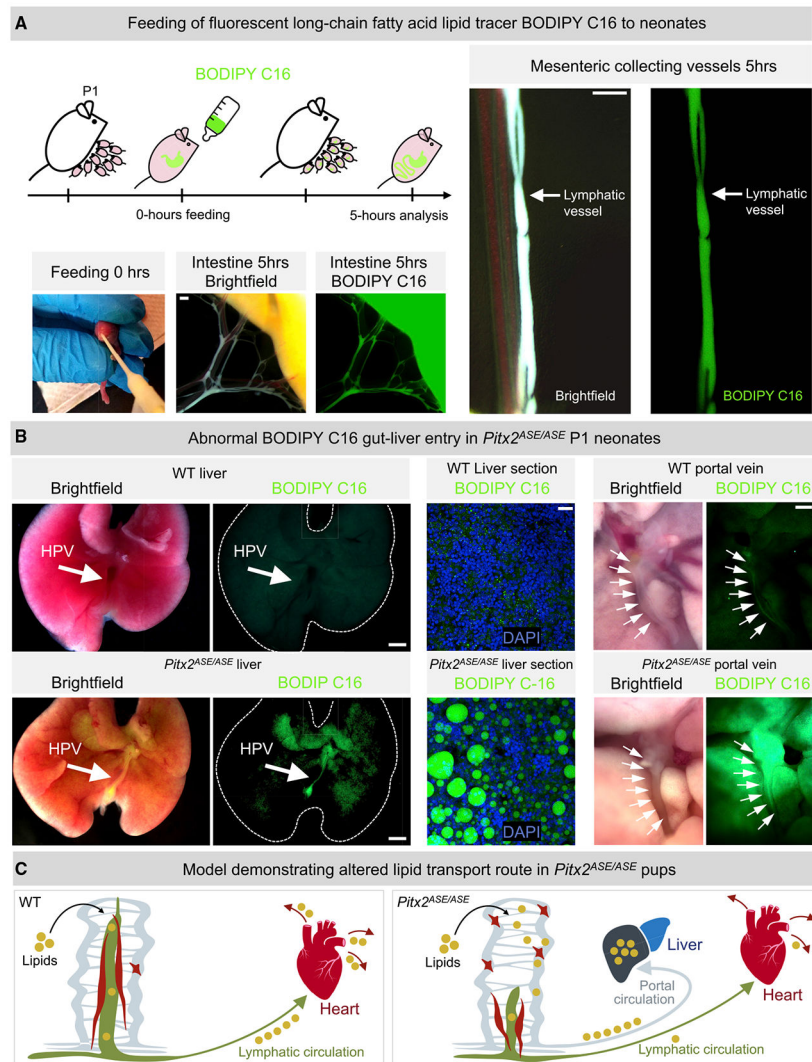 A
Feeding of fluorescent long-chain fatty acid lipid tracer BODIPY C16 to neonates
BODIPY C16
P1
0-hours feeding
5-hours analysis
Feeding 0 hrs
Intestine 5hrs
Brightfield
Intestine 5hrs
BODIPY C16
Mesenteric collecting vessels 5hrs
Lymphatic
vessel
Brightfield
Lymphatic
vessel
BODIPY C16
B
Abnormal BODIPY C16 gut-liver entry in Pitx2ASE/ASE P1 neonates
WT liver
Brightfield
BODIPY C16
HPV
HPV
WT Liver section
BODIPY C16
DAPI
WT portal vein
Brightfield
BODIPY C16
Pitx2ASE/ASE liver
Brightfield
BODIP C16
HPV
HPV
Pitx2ASE/ASE liver section
BODIPY C-16
DAPI
Pitx2ASE/ASE portal vein
Brightfield
BODIPY C16
C
Model demonstrating altered lipid transport route in Pitx2ASE/ASE pups
WT
Lipids
Heart
Lymphatic circulation
Pitx2ASE/ASE
Lipids
Liver
Portal
circulation
Heart
Lymphatic circulation